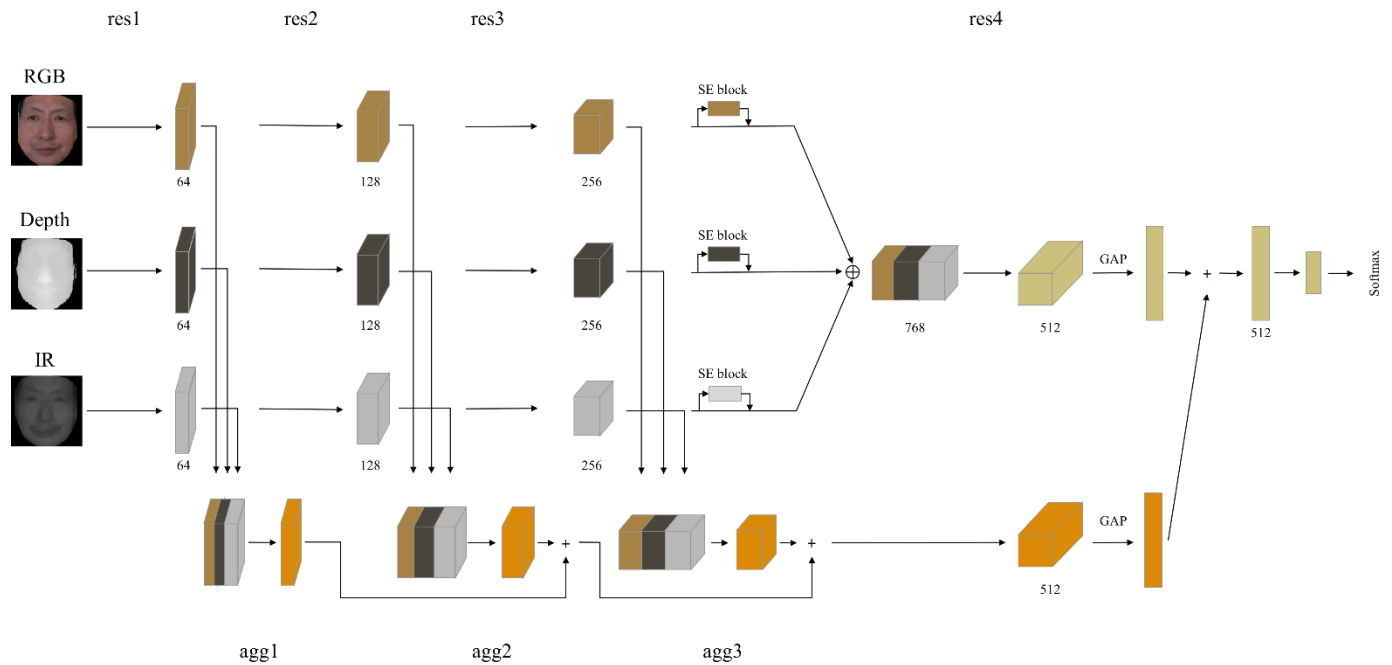 res1 res2 res3 res4
RGB
SE block
64 128 256
Depth
SE block
GAP
+
Softmax
64 128 256
768 512 512
IR
SE block
64 128 256
GAP
+ +
512
agg1 agg2 agg3